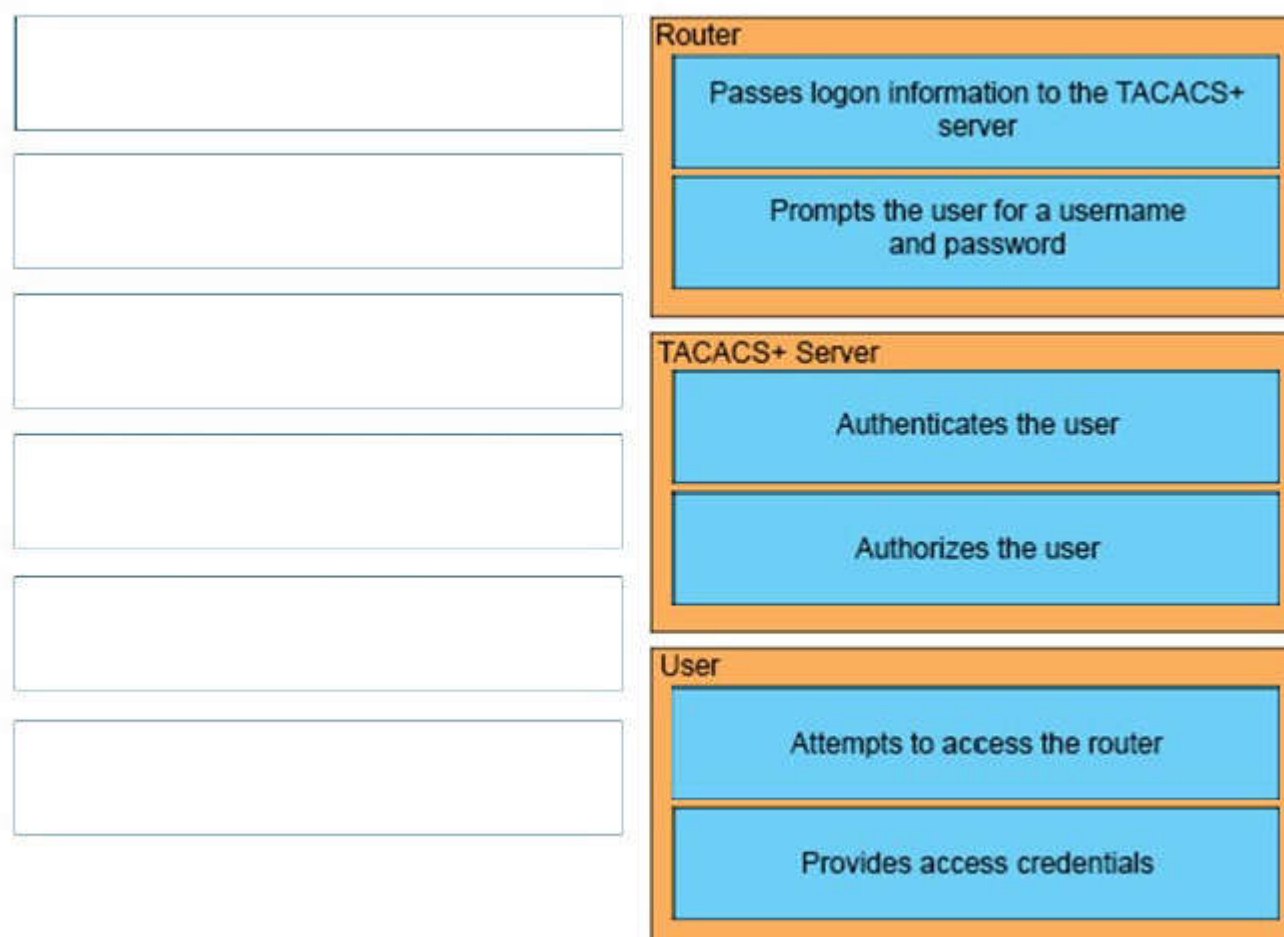 Router
Passes logon information to the TACACS+
server
Prompts the user for a username
and password
TACACS+ Server
Authenticates the user
Authorizes the user
User
Attempts to access the router
Provides access credentials